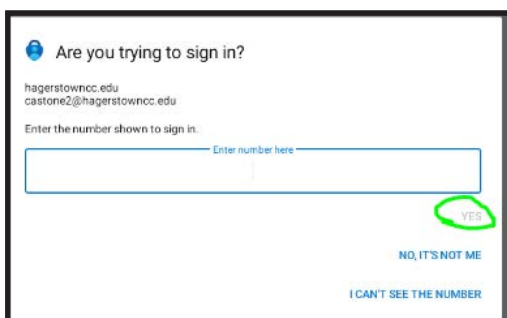 Are you trying to sign in?
hagerstowncc.edu
castone2@hagerstowncc.edu
Enter the number shown to sign in.
Enter number here
YES
NO, IT'S NOT ME
I CAN'T SEE THE NUMBER